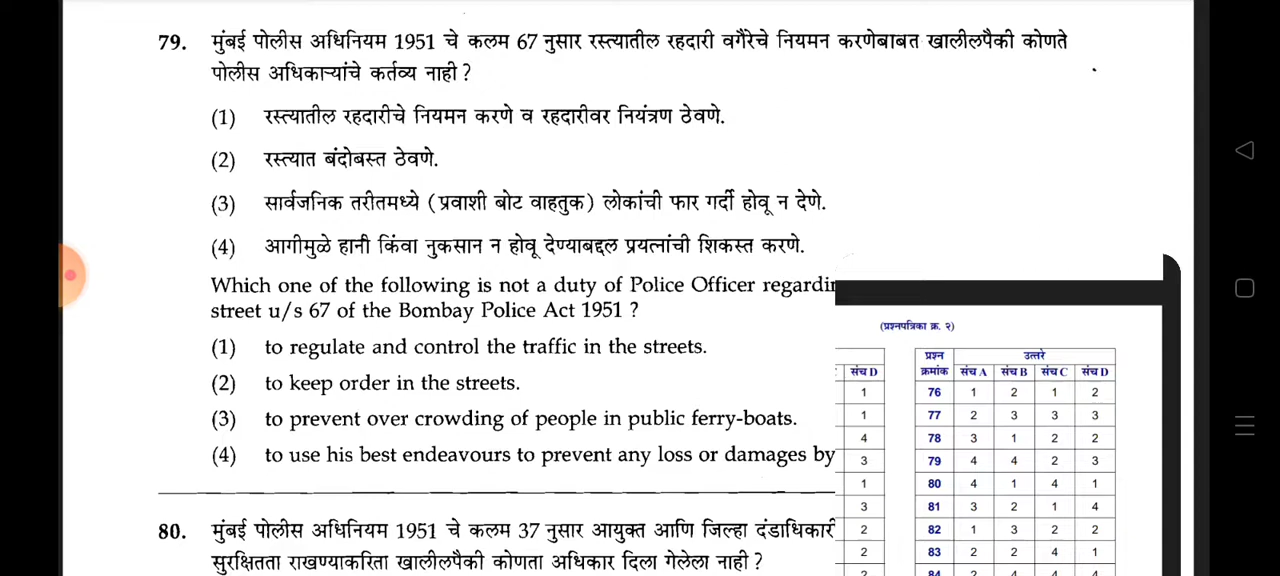 79. मुंबई पोलीस अधिनियम 1951 चे कलम 67 नुसार रस्त्यातील रहदारी वगैरेचे नियमन करणेबाबत खालीलपैकी कोणते
पोलीस अधिकाऱ्यांचे कर्तव्य नाही ?
(1) रस्त्यातील रहदारीचे नियमन करणे व रहदारीवर नियंत्रण ठेवणे.
(2) रस्त्यात बंदोबस्त ठेवणे.
(3) सार्वजनिक तरीतमध्ये (प्रवाशी बोट वाहतुक) लोकांची फार गर्दी होवू न देणे.
(4) आगीमुळे हानी किंवा नुकसान न होवू देण्याबद्दल प्रयत्नांची शिकस्त करणे.
Which one of the following is not a duty of Police Officer
street u/s 67 of the Bombay Police Act 1951 ?
(1) to regulate and control the traffic in the streets.
(2) to keep order in the streets.
(3) to prevent over crowding of people in public ferry-boats.
(4) to use his best endeavours to prevent any loss or damages by
80. मुंबई पोलीस अधिनियम 1951 चे कलम 37 नुसार आयुक्त आणि जिल्हा दंडाधिकारी
सुरक्षितता राखण्याकरिता खालीलपैकी कोणता अधिकार दिला गेलेला नाही ?
(प्रश्नपत्रिका क्र. २)
प्रश्न उत्तरे
संच D क्रमांक संच A संच B संच C संच D
1 76 1 2 1 2
1 77 2 3 3 3
4 78 3 1 2 2
3 79 4 4 2 3
1 80 4 1 4 1
3 81 3 2 1 4
2 82 1 3 2 2
2 83 2 2 4 1
2 84 2 4 4 4